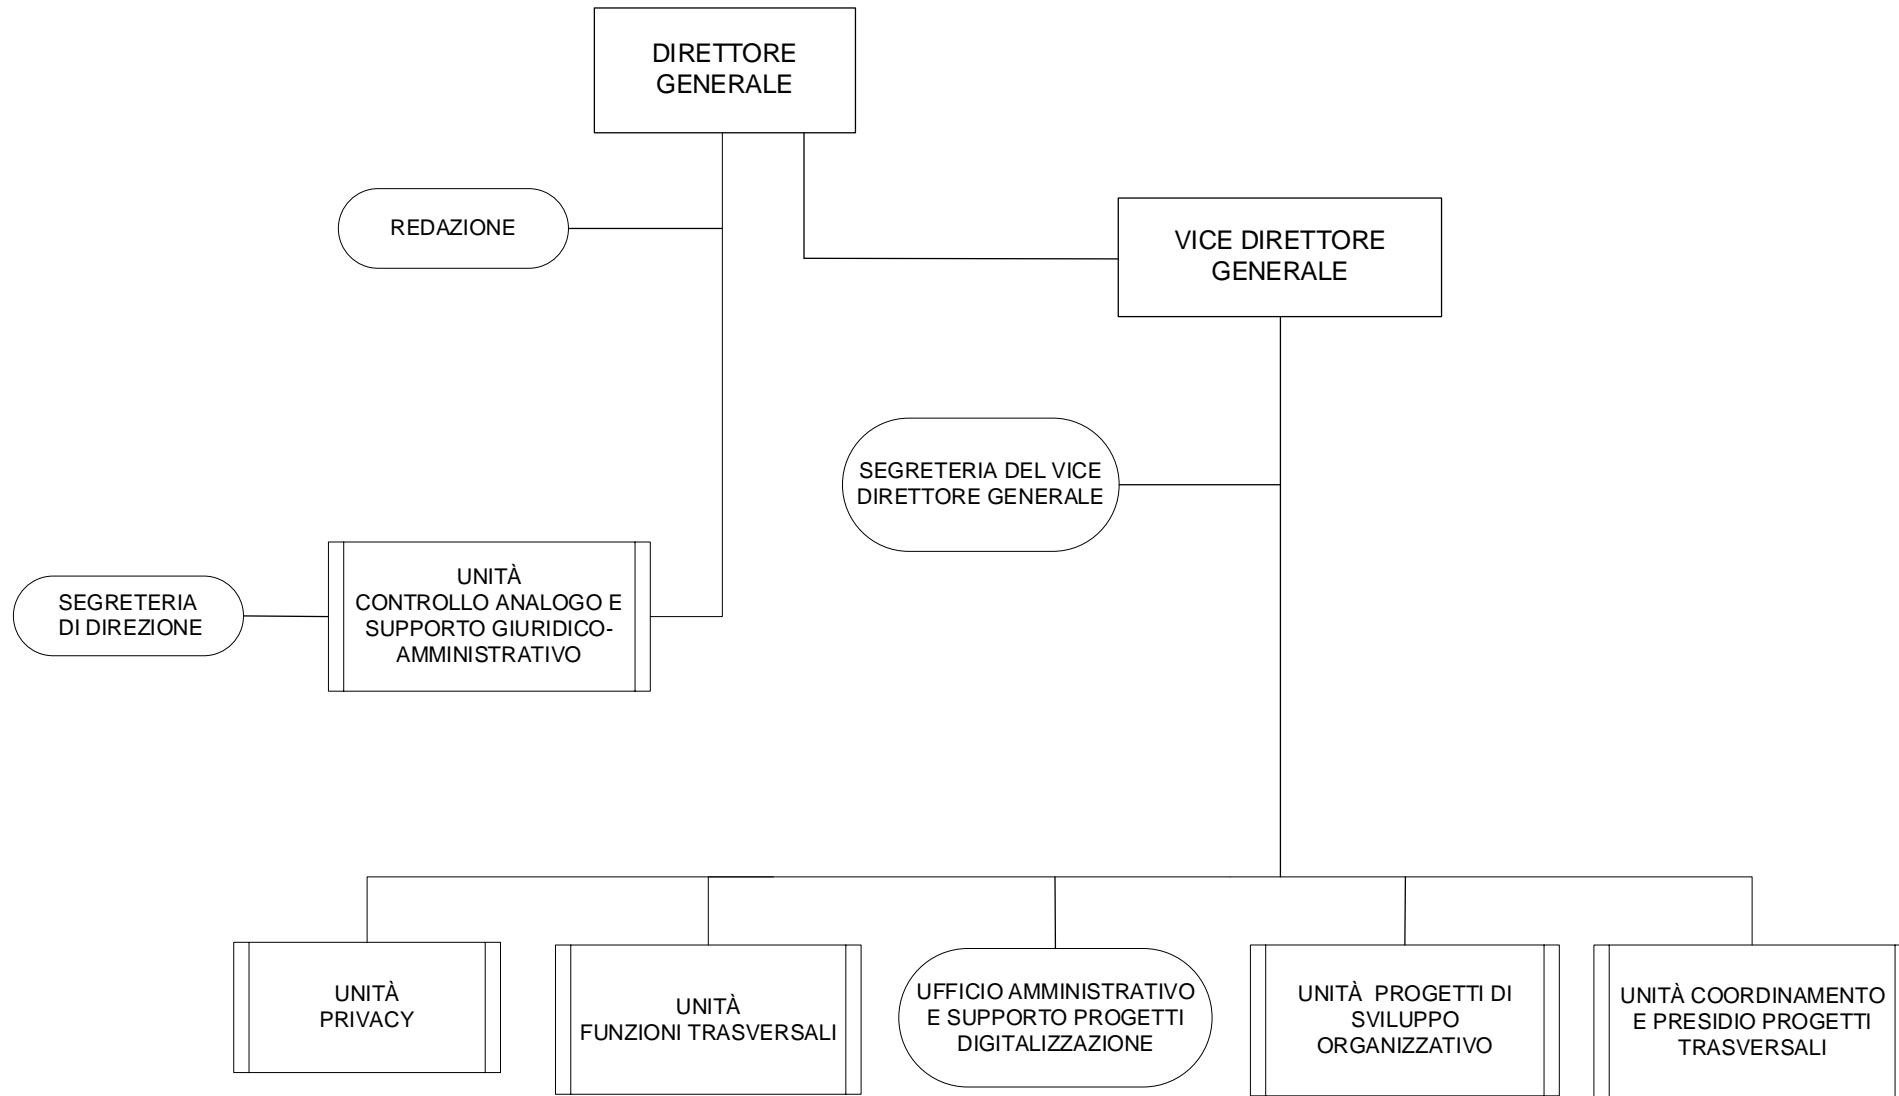 DIRETTORE
GENERALE
REDAZIONE
VICE DIRETTORE
GENERALE
SEGRETERIA DEL VICE
DIRETTORE GENERALE
SEGRETERIA
DI DIREZIONE
UNITÀ
CONTROLLO ANALOGO E
SUPPORTO GIURIDICO-
AMMINISTRATIVO
UNITÀ
PRIVACY
UNITÀ
FUNZIONI TRASVERSALI
UFFICIO AMMINISTRATIVO
E SUPPORTO PROGETTI
DIGITALIZZAZIONE
UNITÀ PROGETTI DI
SVILUPPO
ORGANIZZATIVO
UNITÀ COORDINAMENTO
E PRESIDIO PROGETTI
TRASVERSALI